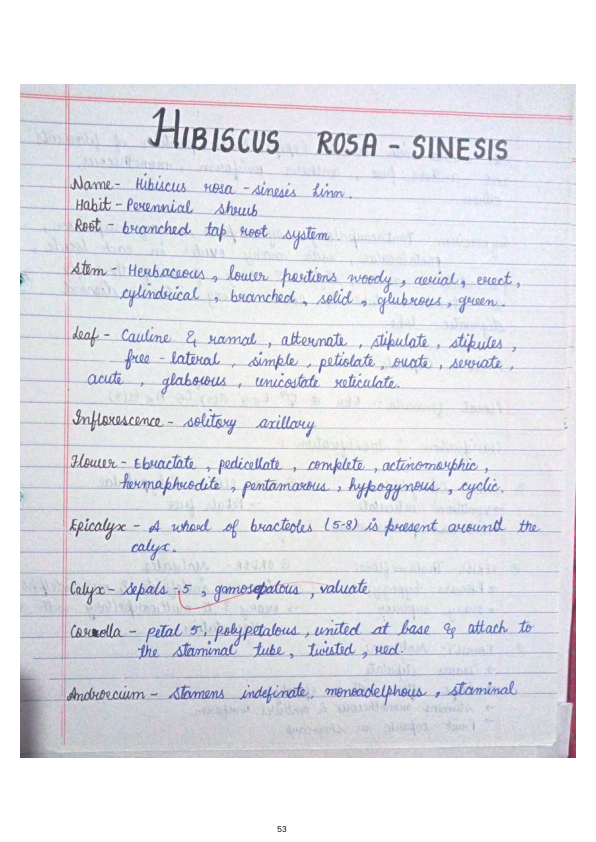 HIBISCUS ROSA - SINESIS
Name - Hibiscus rosa - sinesis Linn.
Habit - Perennial shrub
Root - branched tap root system
Stem - Herbaceous, lower portions woody, aerial, erect,
cylindrical, branched, solid, glubrous, green.
Leaf - Cauline & ramal, alternate, stipulate, stipules,
free - lateral, simple, petiolate, ovate, serrate,
acute, glaborous, unicostate reticulate.
Inflorescence - solitory axillary
Flower - Ebractate, pedicellate, complete, actinomorphic,
hermaphrodite, pentamarous, hypogynous, cyclic.
Epicalyx - A whorl of bracteoles (5-8) is present around the
calyx.
Calyx - sepals - 5, gamosepalous, valuate
Corolla - petal 5, polypetalous, united at base & attach to
the staminal tube, twisted, red.
Androecium - stamens indefinate, monoadelphous, staminal
53